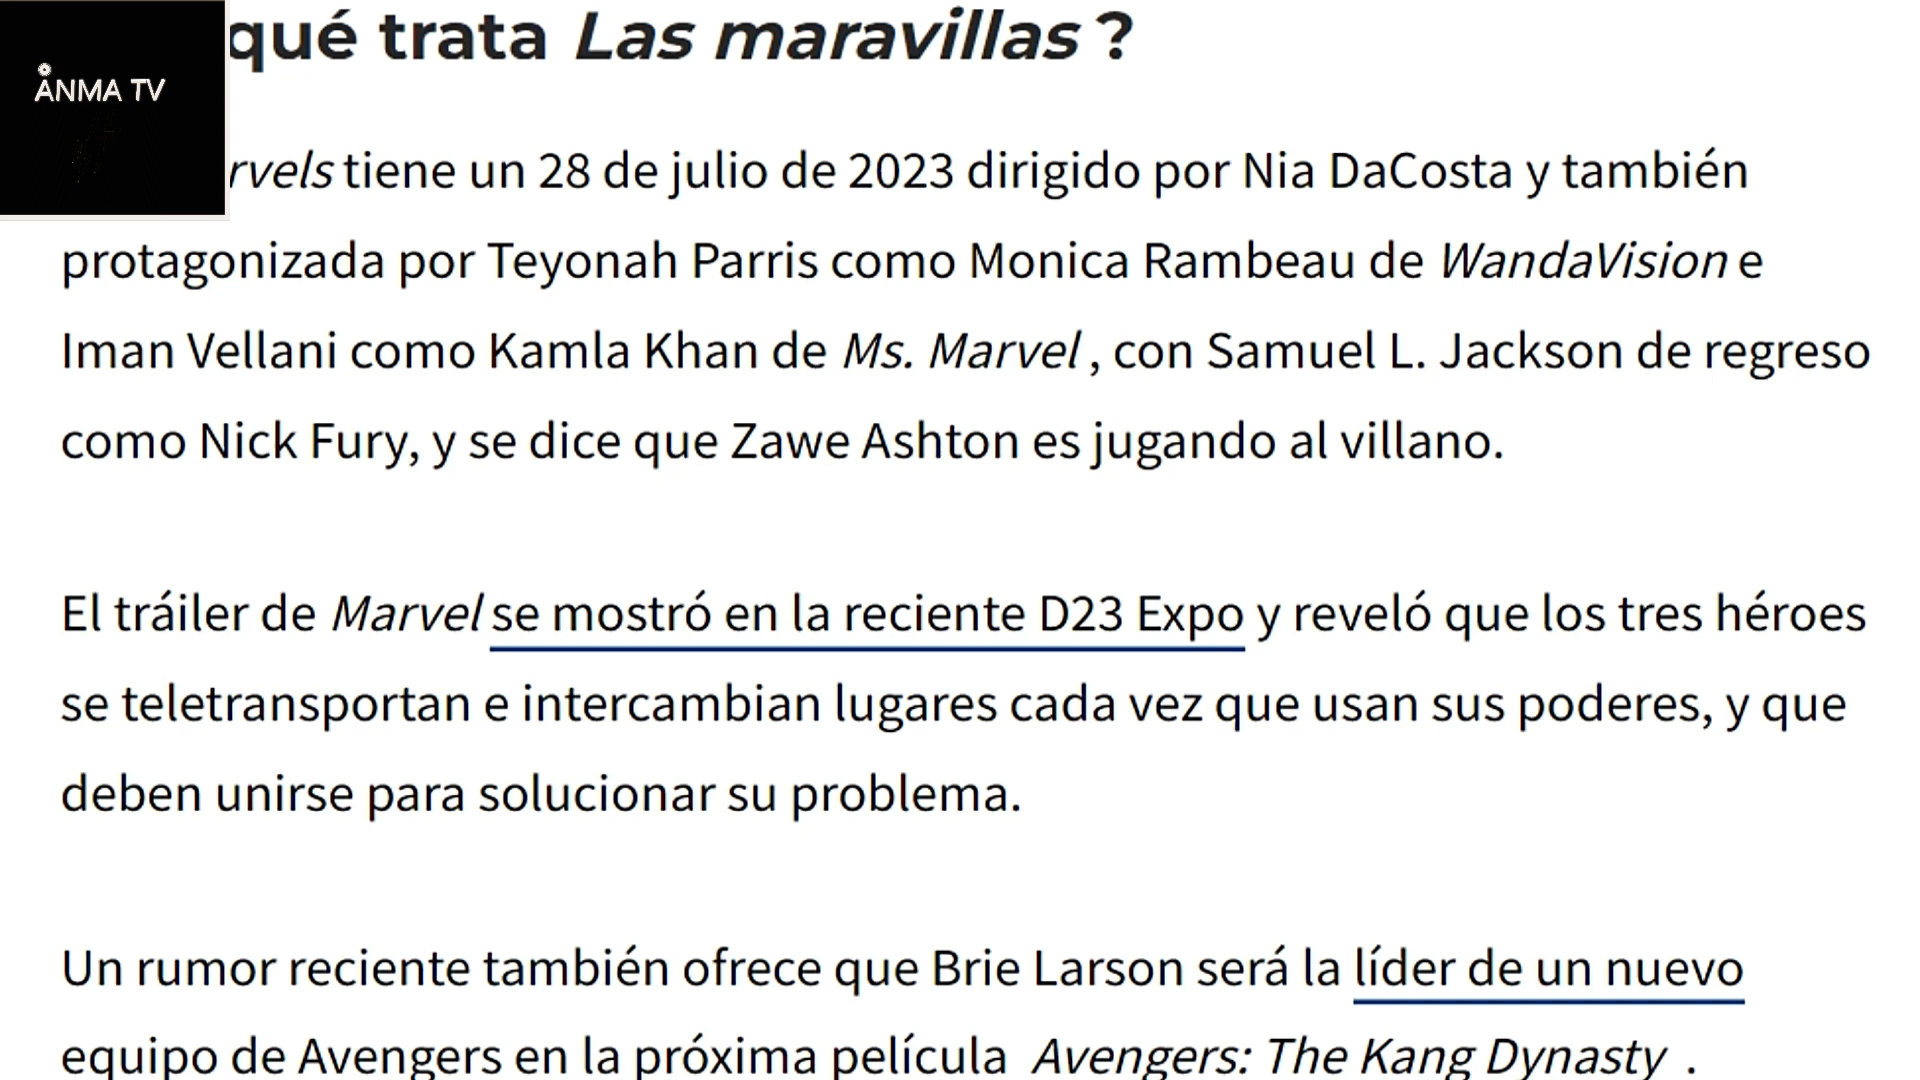 qué trata Las maravillas ?
ÅNMA TV
rvels tiene un 28 de julio de 2023 dirigido por Nia DaCosta y también
protagonizada por Teyonah Parris como Monica Rambeau de WandaVision e
Iman Vellani como Kamla Khan de Ms. Marvel , con Samuel L. Jackson de regreso
como Nick Fury, y se dice que Zawe Ashton es jugando al villano.
El tráiler de Marvel se mostró en la reciente D23 Expo y reveló que los tres héroes
se teletransportan e intercambian lugares cada vez que usan sus poderes, y que
deben unirse para solucionar su problema.
Un rumor reciente también ofrece que Brie Larson será la líder de un nuevo
equipo de Avengers en la próxima película Avengers: The Kang Dynasty .